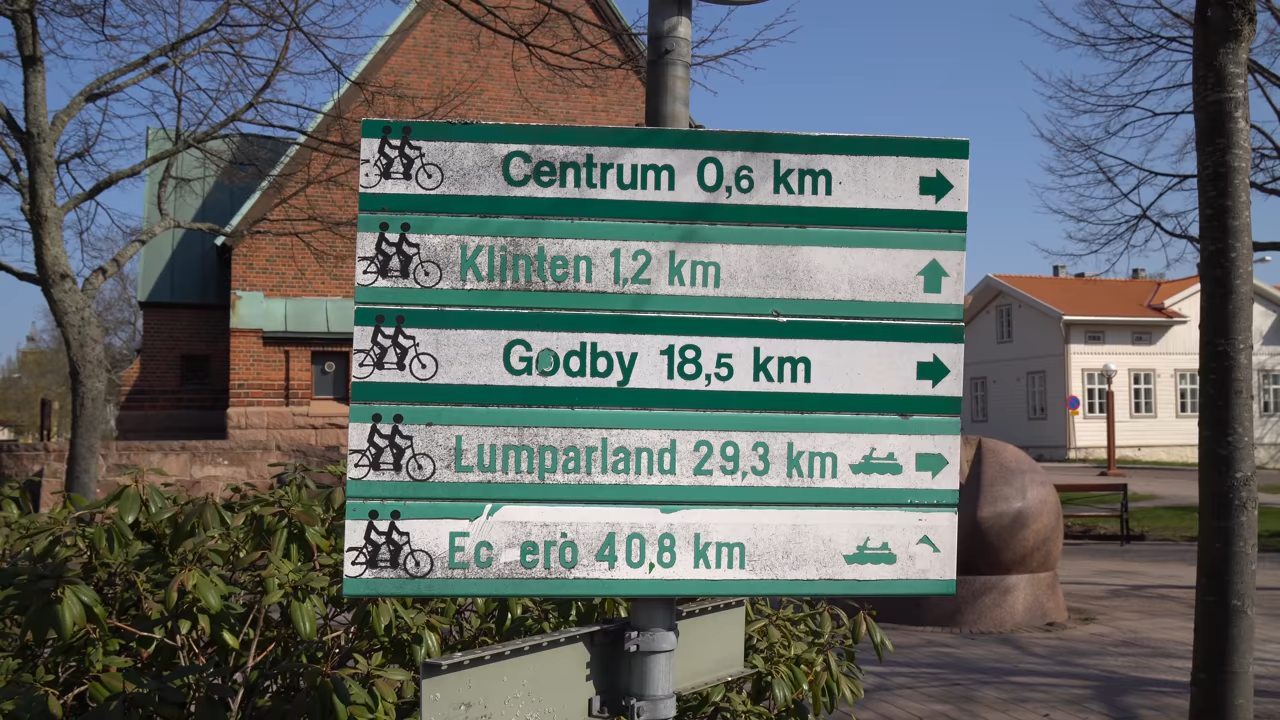 Centrum 0,6 km
Klinten 1,2 km
Godby 18,5 km
Lumparland 29,3 km
40,8 km